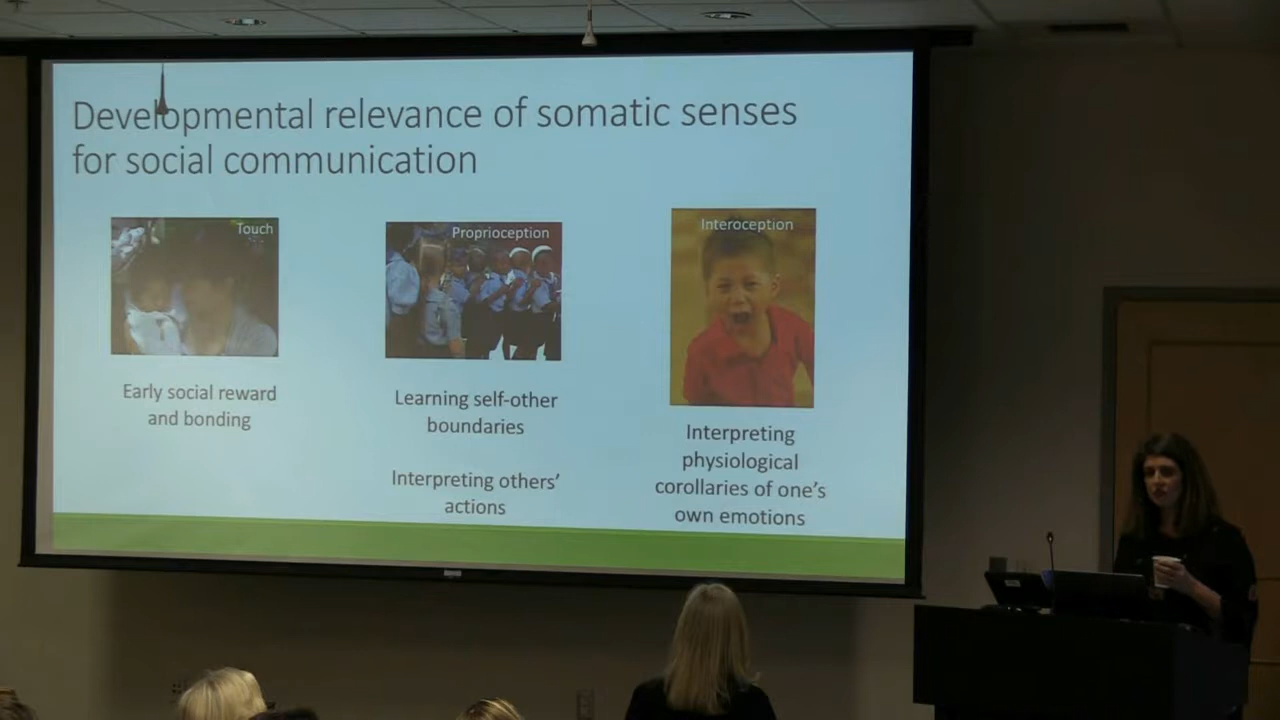 Developmental relevance of somatic senses
for social communication
Touch
Early social reward
and bonding
Proprioception
Learning self-other
boundaries
Interpreting others’
actions
Interoception
Interpreting
physiological
corollaries of one’s
own emotions